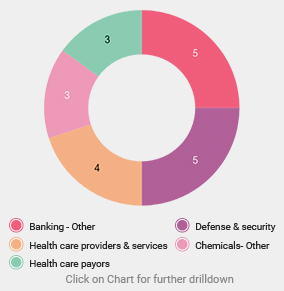 3
5
3
4
5
Banking - Other
Defense & security
Health care providers & services
Chemicals- Other
Health care payors
Click on Chart for further drilldown